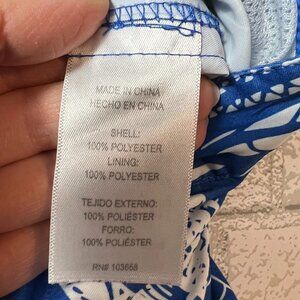 MADE IN CHINA
HECHO EN CHINA
SHELL:
100% POLYESTER
LINING:
100% POLYESTER
TEJIDO EXTERNO:
100% POLIÉSTER
FORRO:
100% POLIÉSTER
RN# 103658